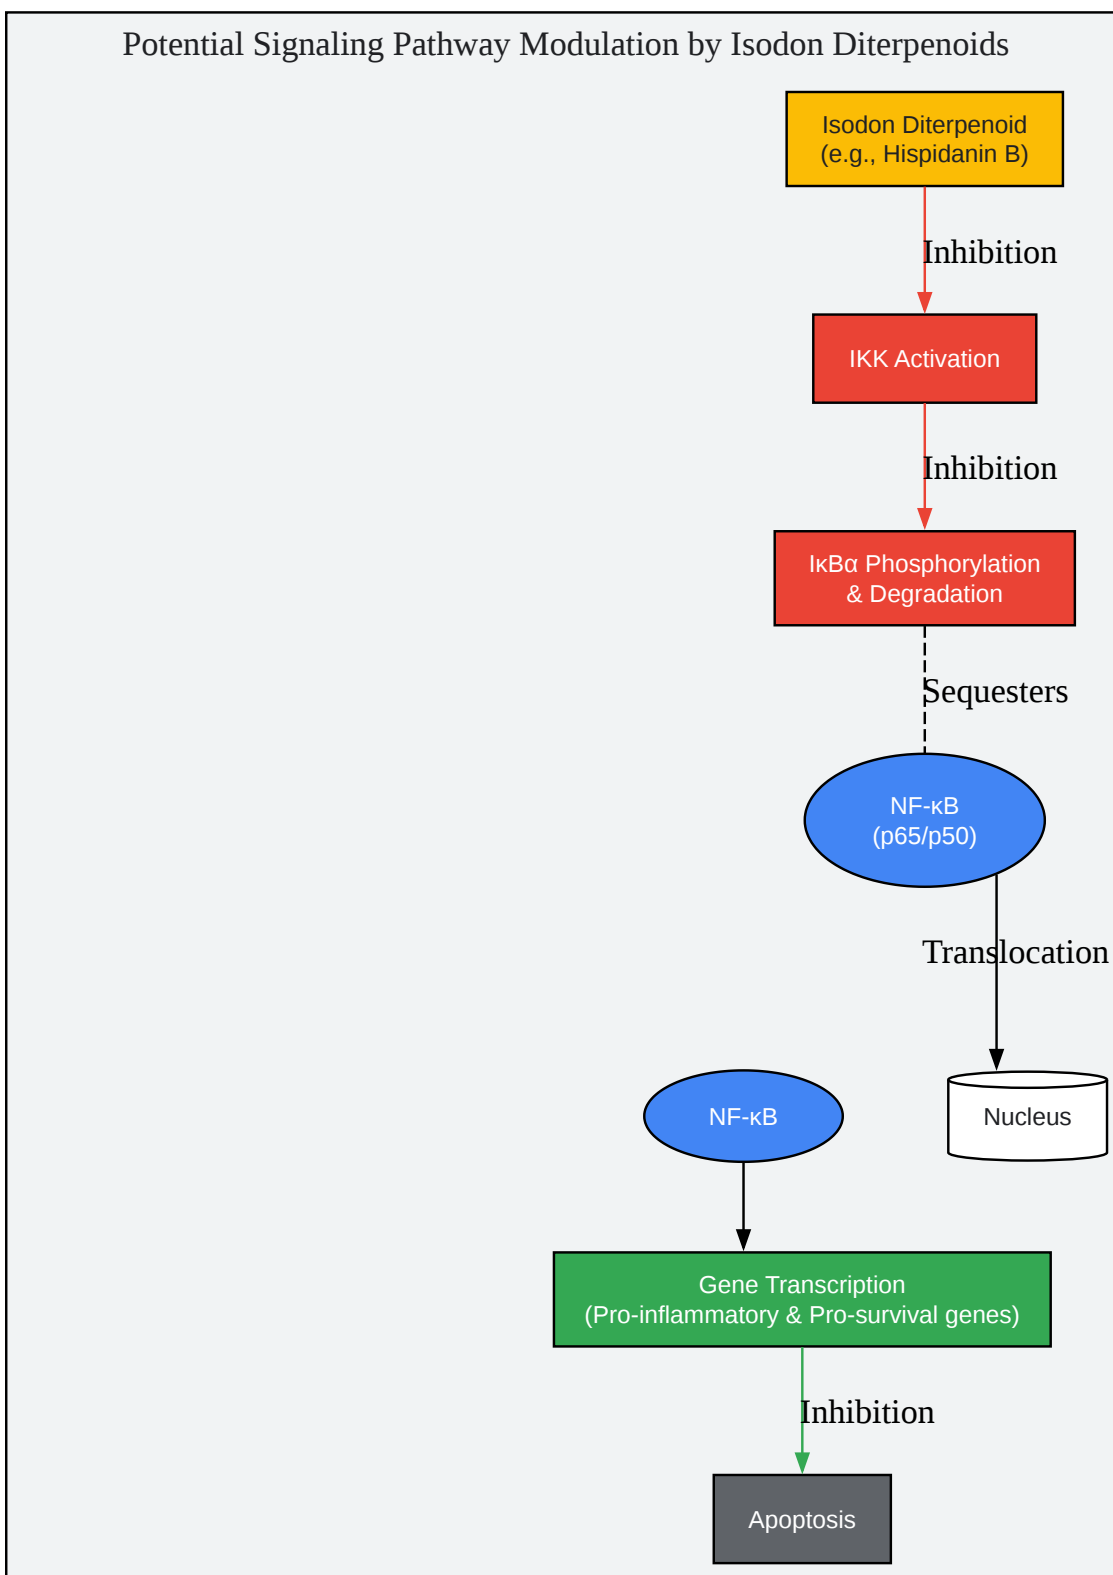 Potential Signaling Pathway Modulation by Isodon Diterpenoids
Isodon Diterpenoid
(e.g., Hispidanin B)
Inhibition
IKK Activation
Inhibition
IκBα Phosphorylation
& Degradation
Sequesters
NF-κB
(p65/p50)
Translocation
NF-κB
Nucleus
Gene Transcription
(Pro-inflammatory & Pro-survival genes)
Inhibition
Apoptosis